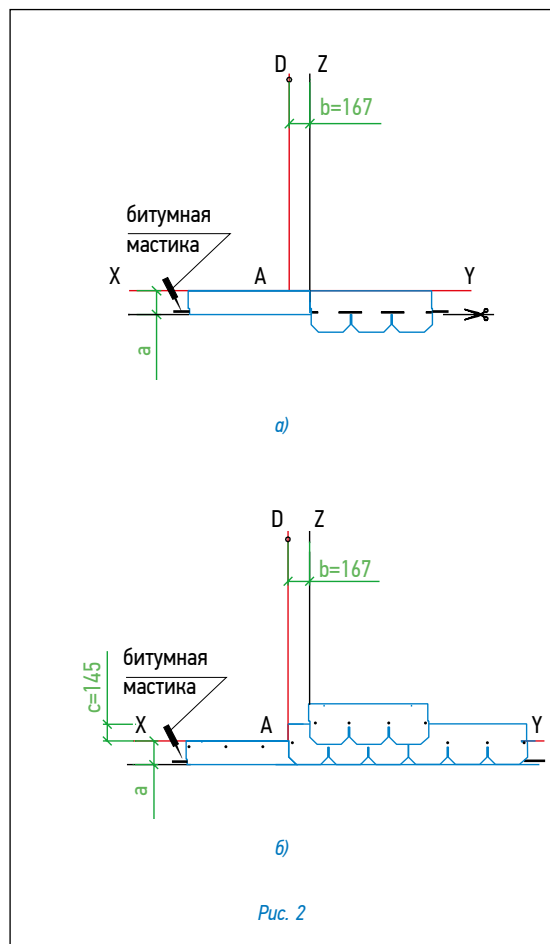 D Z
b=167
битумная
мастика
X A Y
a
а)
D Z
b=167
c=145
битумная
мастика
X A Y
a
б)
Рис. 2